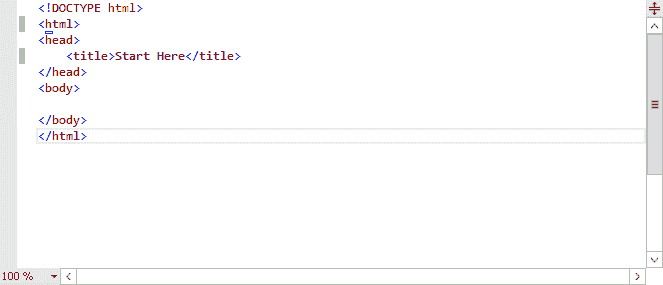 <!DOCTYPE html>
<html>
<head>
    <title>Start Here</title>
</head>
<body>

</body>
</html>
100 %